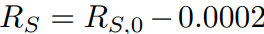 R_S = R_{S,0} − 0.0002